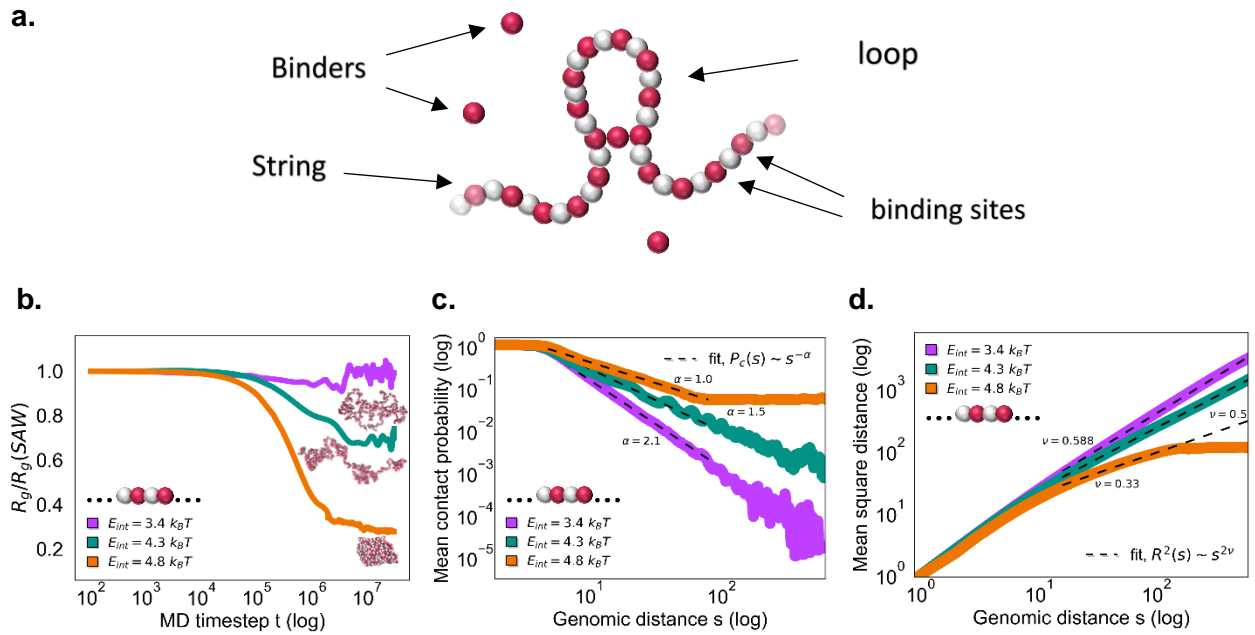 a.
Binders
loop
String
binding sites
b.
c.
d.
R_g/R_g(SAW)
1.0
0.8
0.6
0.4
0.2
E_int = 3.4 k_BT
E_int = 4.3 k_BT
E_int = 4.8 k_BT
10^2
10^3
10^4
10^5
10^6
10^7
MD timestep t (log)
Mean contact probability (log)
10^0
10^-1
10^-2
10^-3
10^-4
10^-5
fit, P_c(s) ~ s^-α
α = 1.0
α = 1.5
α = 2.1
E_int = 3.4 k_BT
E_int = 4.3 k_BT
E_int = 4.8 k_BT
10^1
10^2
Genomic distance s (log)
Mean square distance (log)
10^3
10^2
10^1
10^0
E_int = 3.4 k_BT
E_int = 4.3 k_BT
E_int = 4.8 k_BT
ν = 0.5
ν = 0.588
ν = 0.33
fit, R^2(s) ~ s^2ν
10^0
10^1
10^2
Genomic distance s (log)